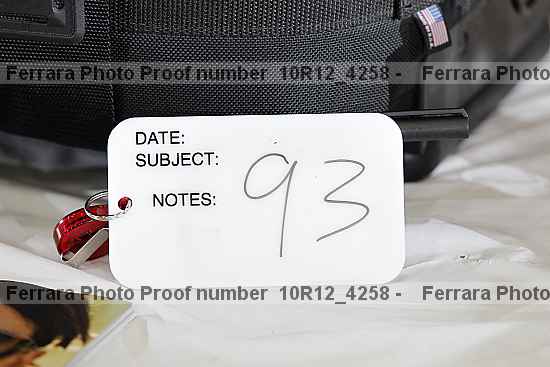 Ferrara Photo Proof number 10R12_4258 - Ferrara Photo
DATE:
SUBJECT:
NOTES:
93
Ferrara Photo Proof number 10R12_4258 - Ferrara Photo